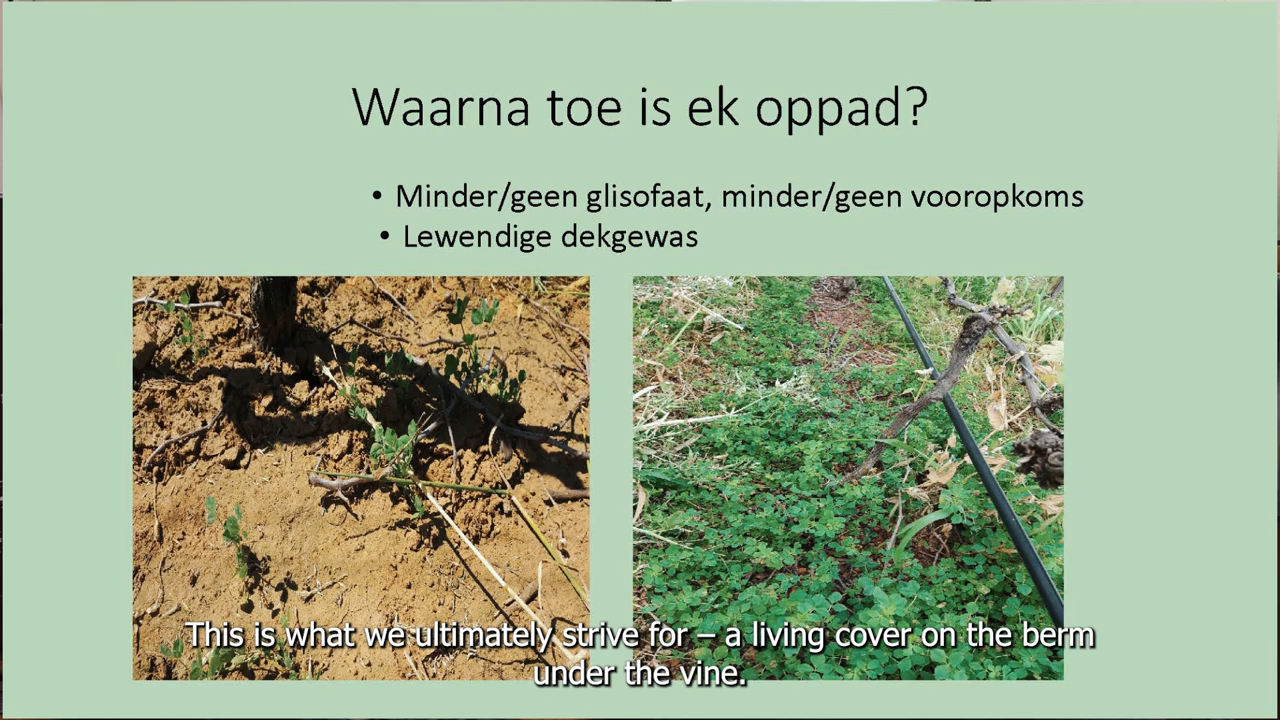 Waarna toe is ek oppad?
• Minder/geen glisofaat, minder/geen vooropkoms
• Lewendige dekgewas
This is what we ultimately strive for – a living cover on the berm
under the vine.